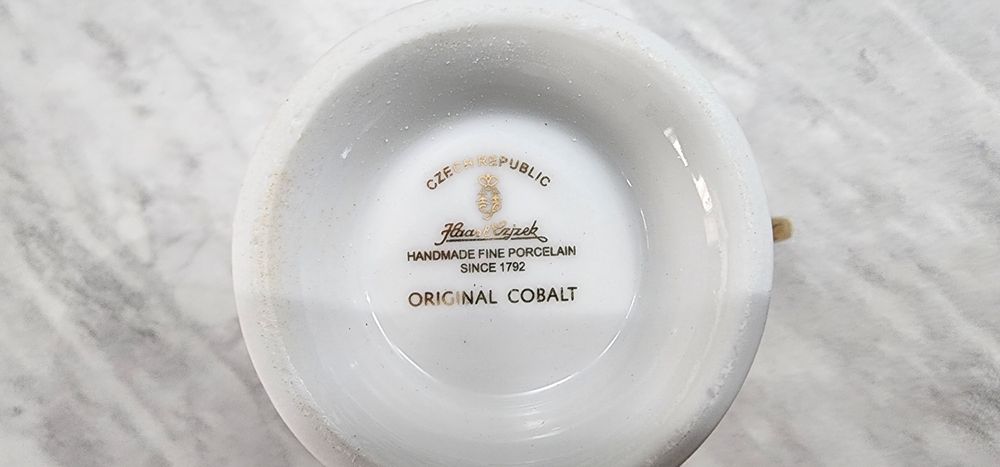 CZECH REPUBLIC
Haas&Czjzek
HANDMADE FINE PORCELAIN
SINCE 1792
ORIGINAL COBALT